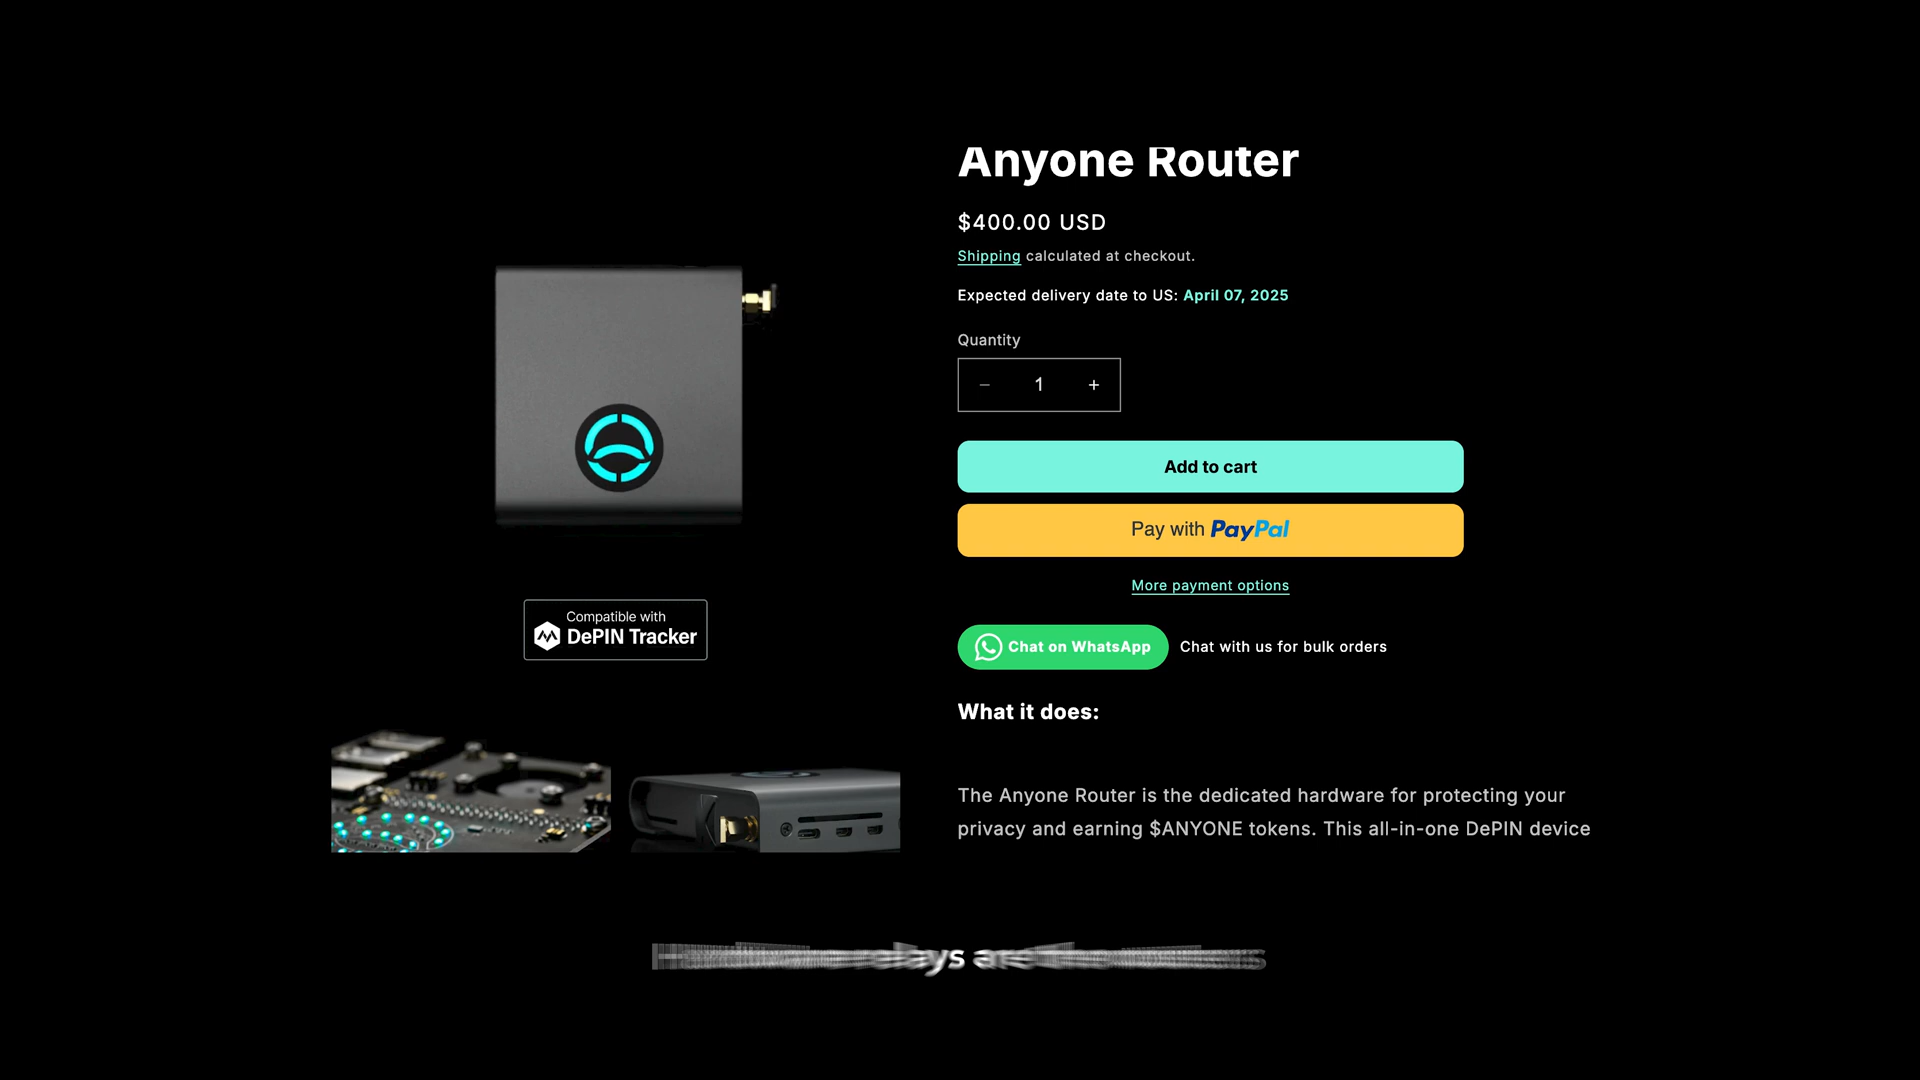 Anyone Router
$400.00 USD
Shipping calculated at checkout.
Expected delivery date to US: April 07, 2025
Quantity
− 1 +
Add to cart
Pay with PayPal
More payment options
Chat on WhatsApp Chat with us for bulk orders
What it does:
The Anyone Router is the dedicated hardware for protecting your
privacy and earning $ANYONE tokens. This all-in-one DePIN device
Compatible with
DePIN Tracker
are